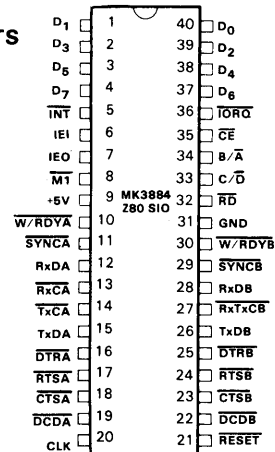 TS
D1 1 40 D0
D3 2 39 D2
D5 3 38 D4
D7 4 37 D6
INT 5 36 IORQ
IEI 6 35 CE
IEO 7 34 B/A
M1 8 33 C/D
+5V 9 MK3884 32 RD
Z80 SIO
W/RDYA 10 31 GND
SYNCA 11 30 W/RDYB
RxDA 12 29 SYNCB
RxCA 13 28 RxDB
TxCA 14 27 RxTxCB
TxDA 15 26 TxDB
DTRA 16 25 DTRB
RTSA 17 24 RTSB
CTSA 18 23 CTSB
DCDA 19 22 DCDB
CLK 20 21 RESET